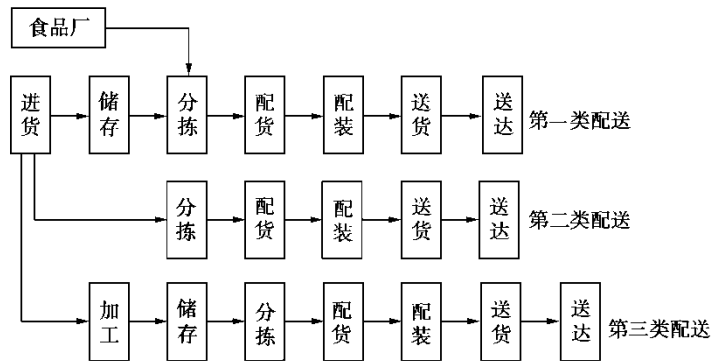 食品厂
进货
储存
分拣
配货
配装
送货
送达
第一类配送
分拣
配货
配装
送货
送达
第二类配送
加工
储存
分拣
配货
配装
送货
送达
第三类配送